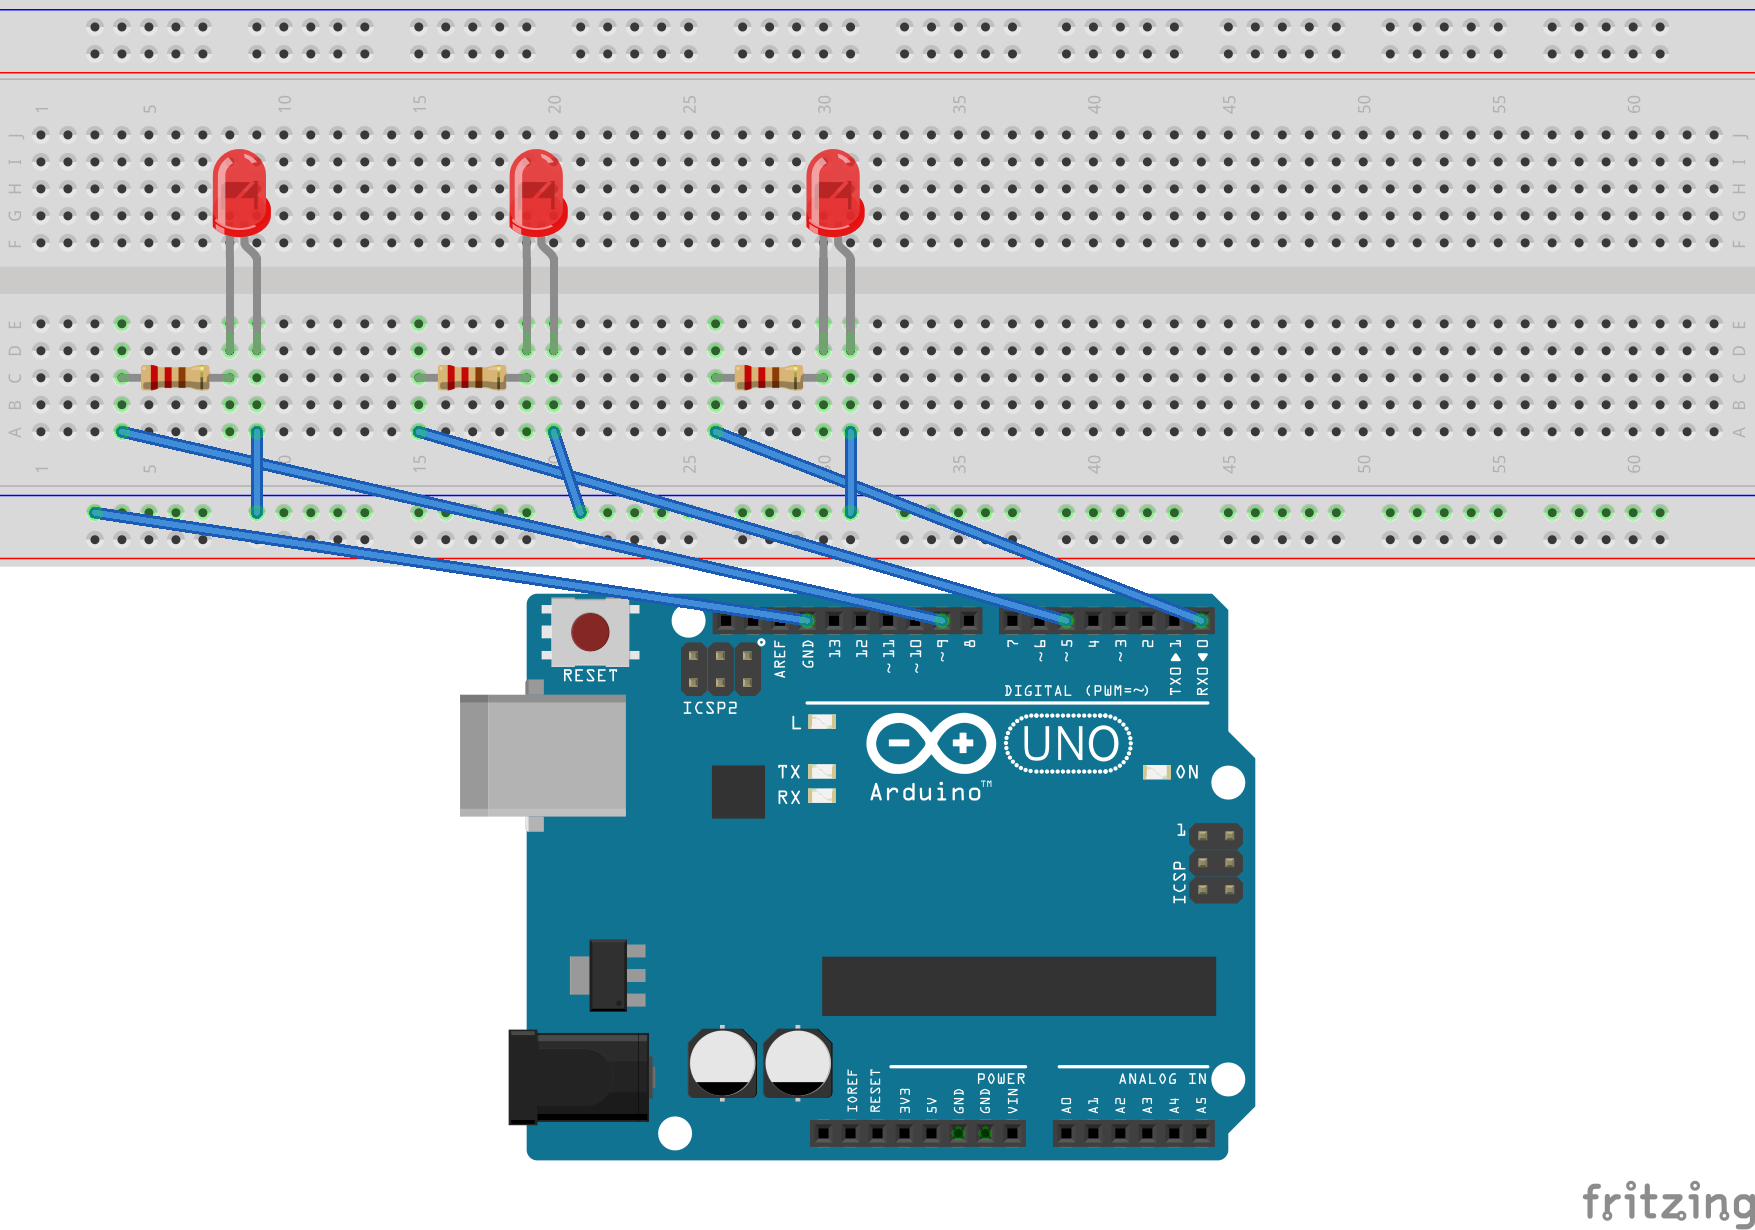 1 5 10 15 20 25 30 35 40 45 50 55 60
J J
I I
H H
G G
F F
E E
D D
C C
B B
A A
1 5 10 15 20 25 30 35 40 45 50 55 60
AREF GND 13 12 ~11 ~10 ~9 8 7 ~6 ~5 4 ~3 2 TX0▶1 RX0◀0
RESET
DIGITAL (PWM=~)
ICSP2
L
UNO
TX
ON
RX
Arduino™
1
ICSP
POWER
ANALOG IN
IOREF RESET 3V3 5V GND GND VIN A0 A1 A2 A3 A4 A5
fritzing